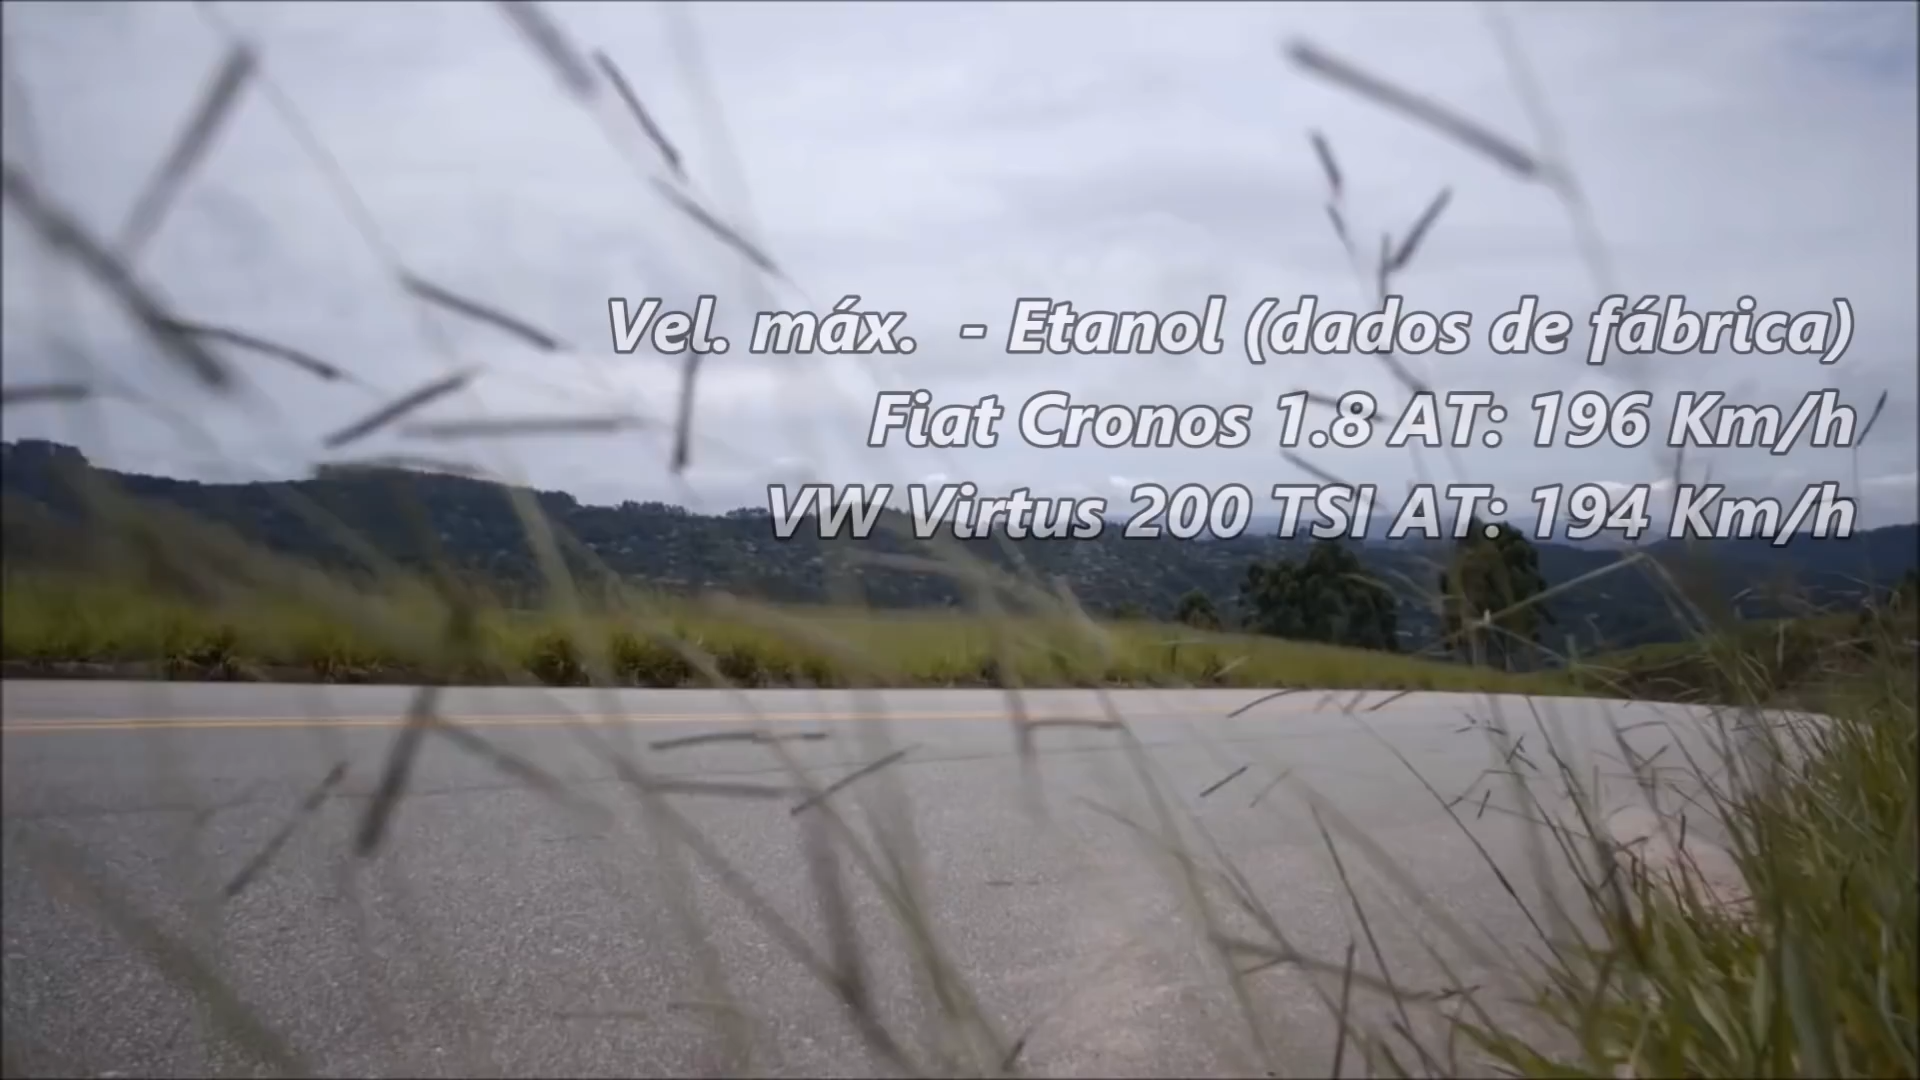 Vel. máx.  - Etanol (dados de fábrica)
Fiat Cronos 1.8 AT: 196 Km/h
VW Virtus 200 TSI AT: 194 Km/h